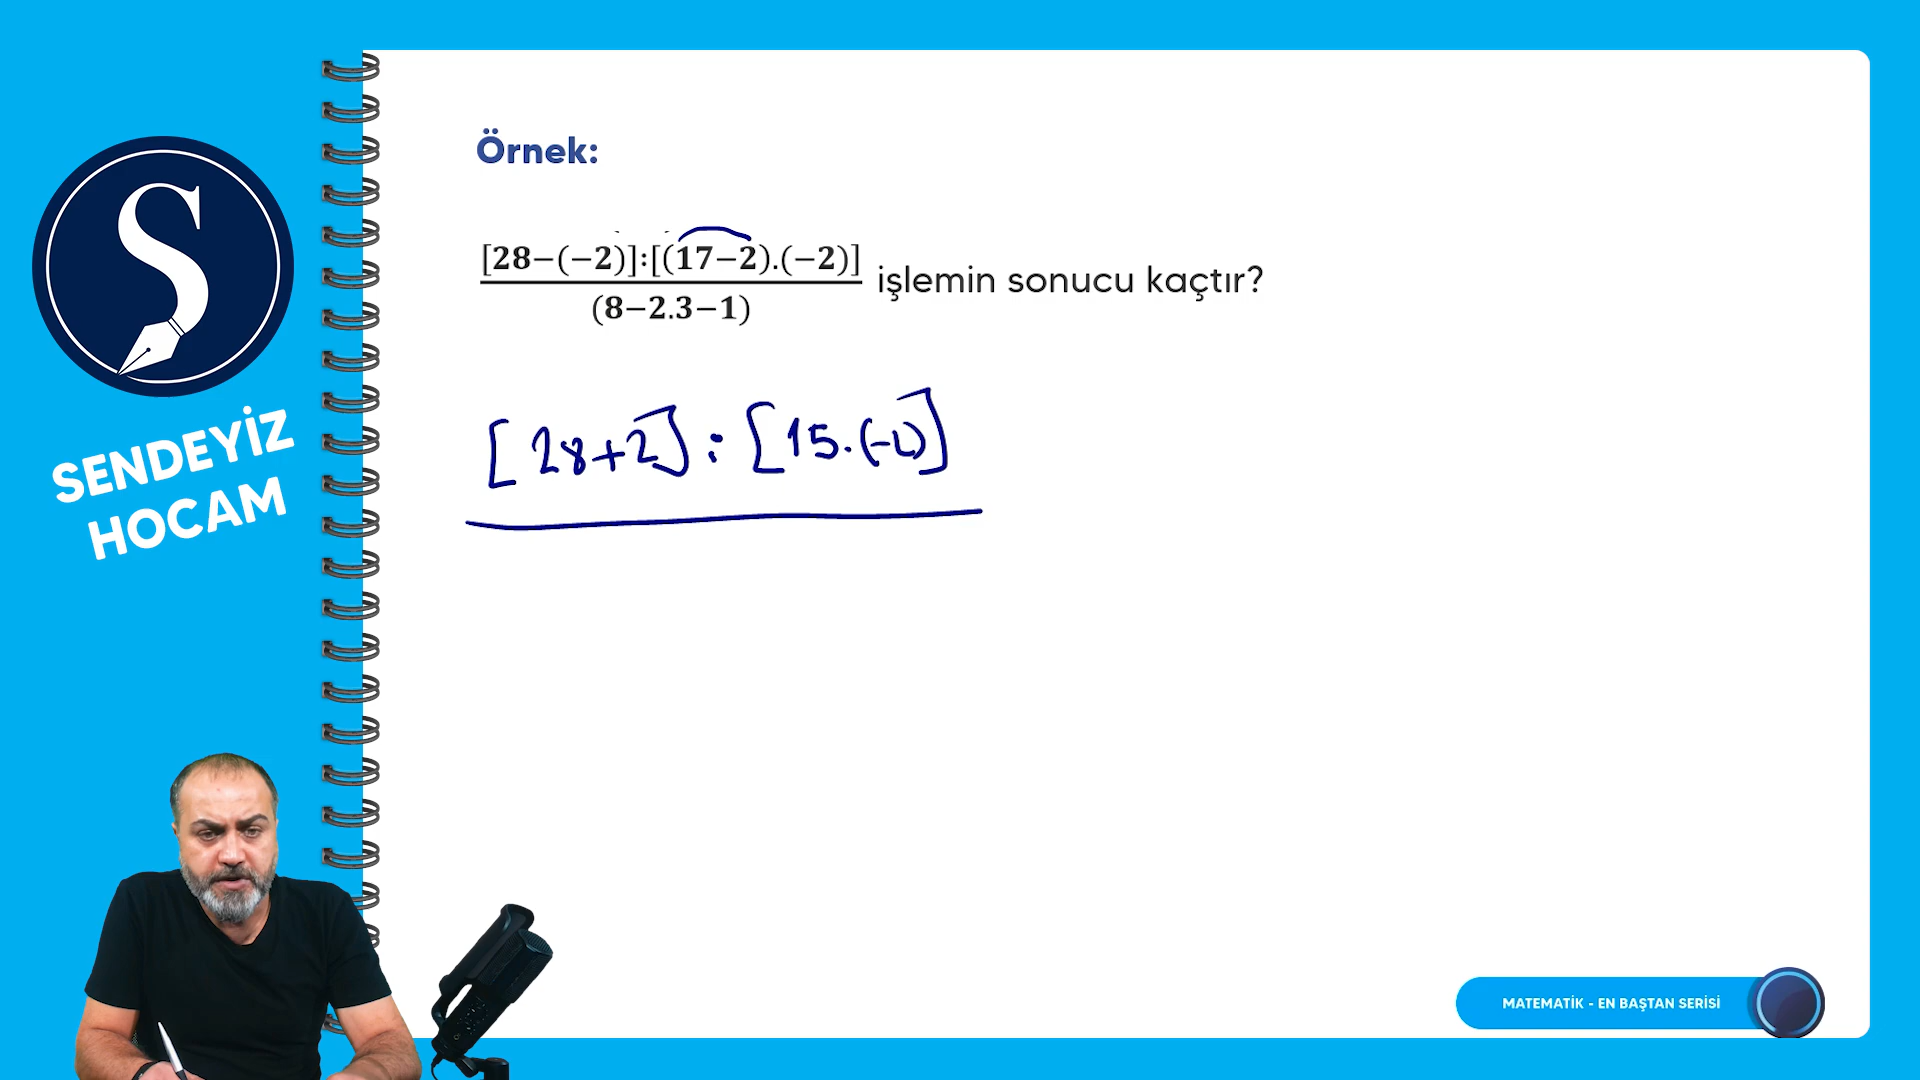 SENDEYİZ
HOCAM
Örnek:
[28−(−2)]:[(17−2).(−2)]
(8−2.3−1)
işlemin sonucu kaçtır?
[28+2] : [15.(-2)]
MATEMATİK - EN BAŞTAN SERİSİ